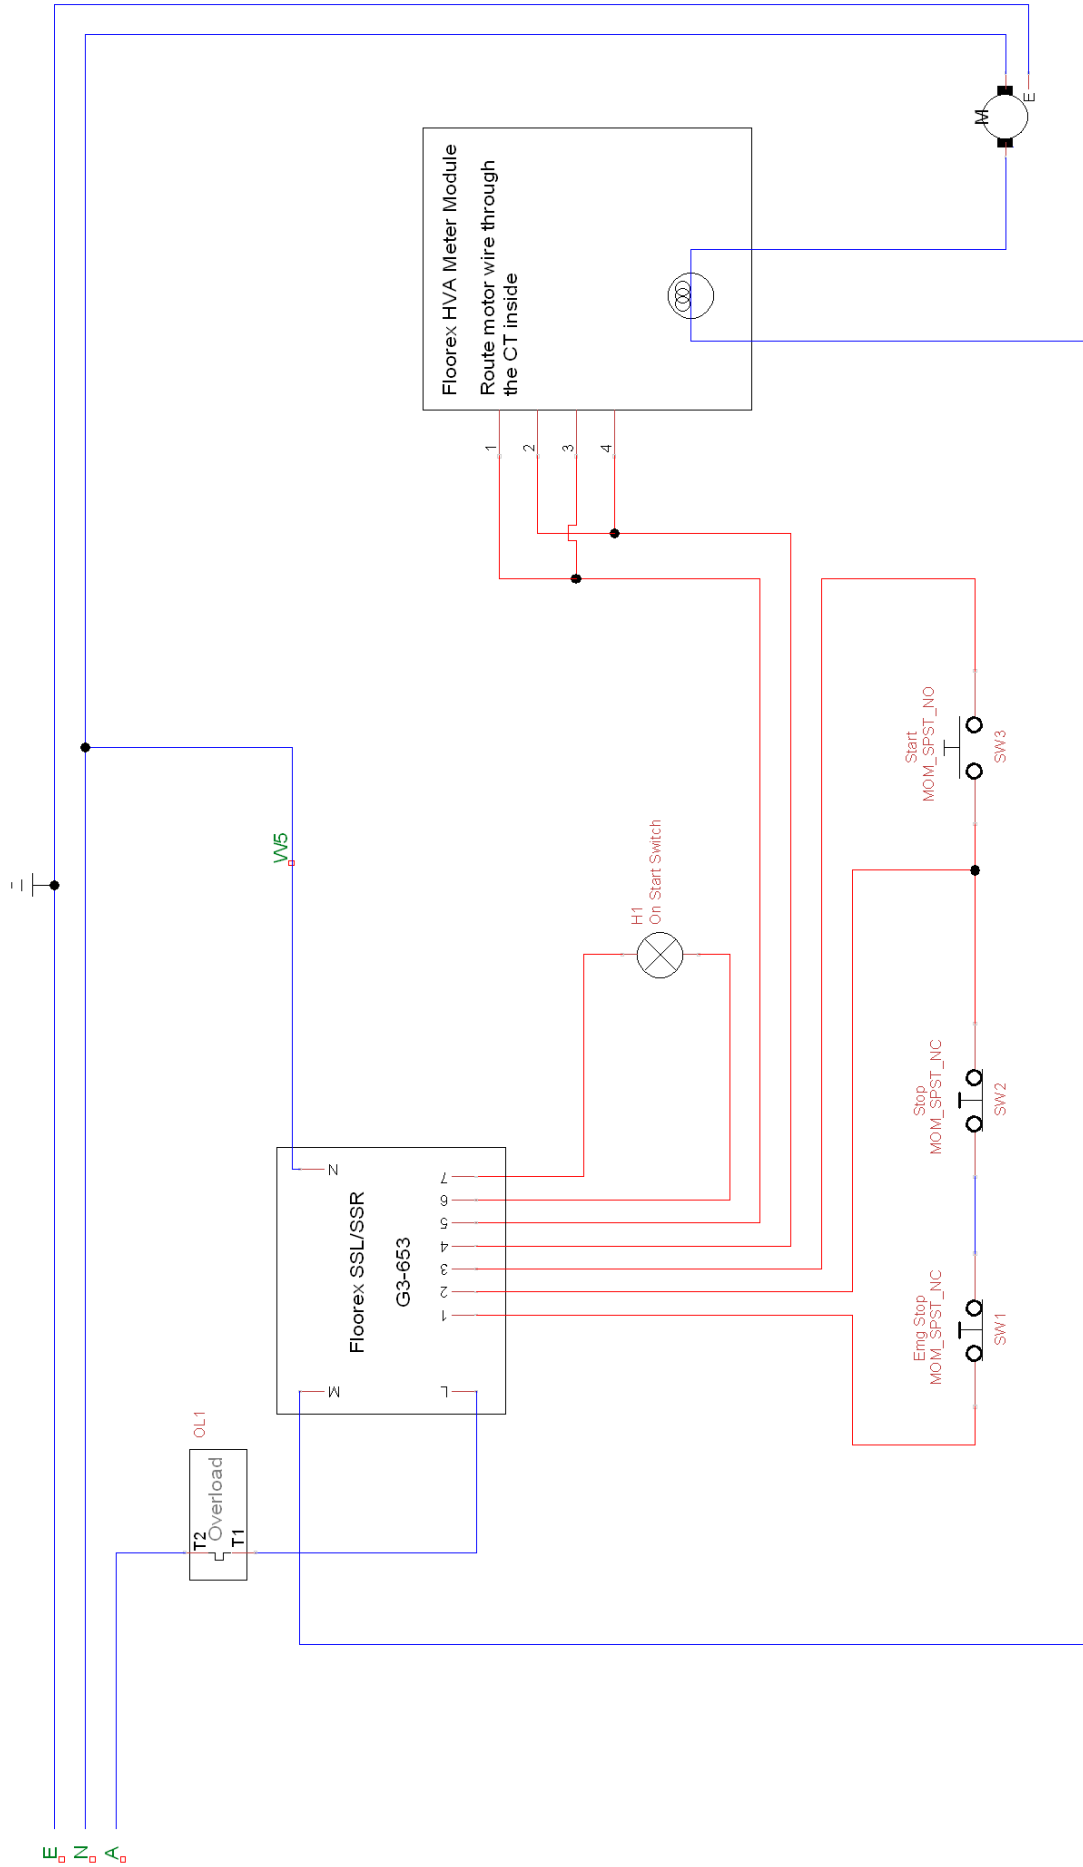 E
N
A
OL1
Overload
T2
T1
M
L
N
Floorex SSL/SSR
G3-653
7
6
5
4
3
2
1
W5
H1
On Start Switch
Floorex HVA Meter Module
Route motor wire through
the CT inside
1
2
3
4
M
E
Emg Stop
MOM_SPST_NC
SW1
Stop
MOM_SPST_NC
SW2
Start
MOM_SPST_NO
SW3